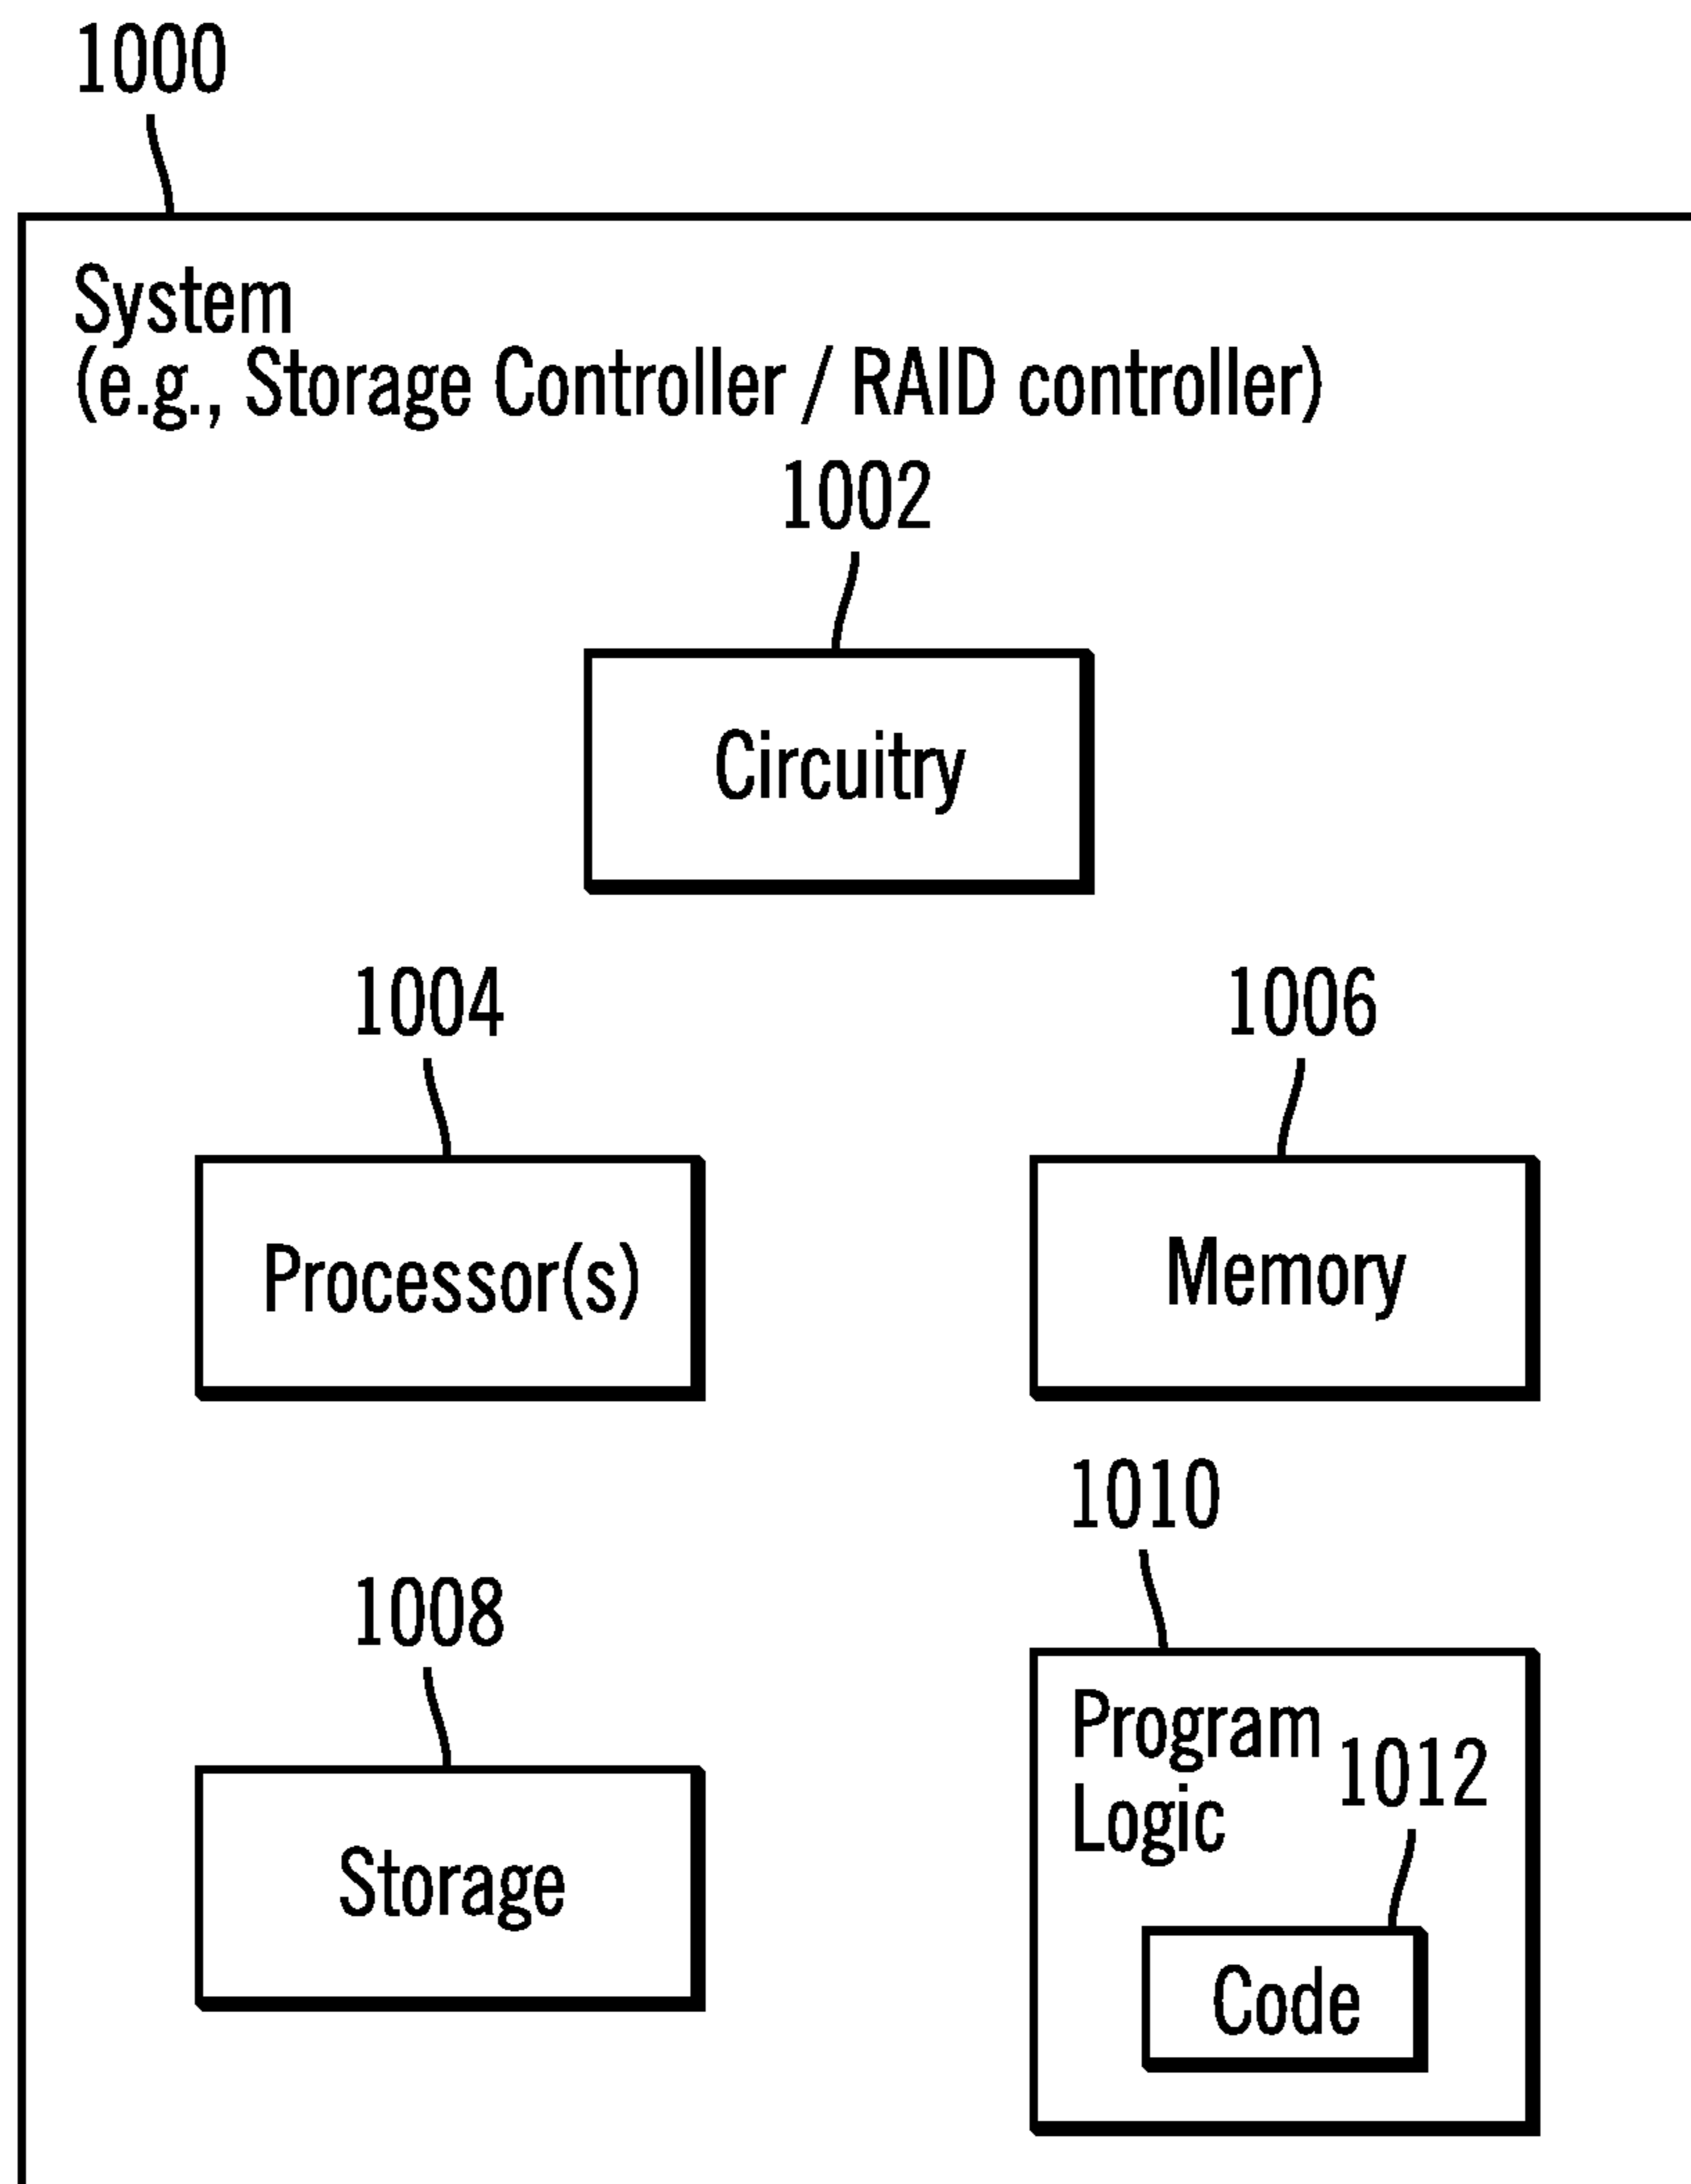 1000
System
(e.g., Storage Controller / RAID controller)
1002
Circuitry
1004
1006
Processor(s)
Memory
1010
1008
Program
Logic
1012
Storage
Code